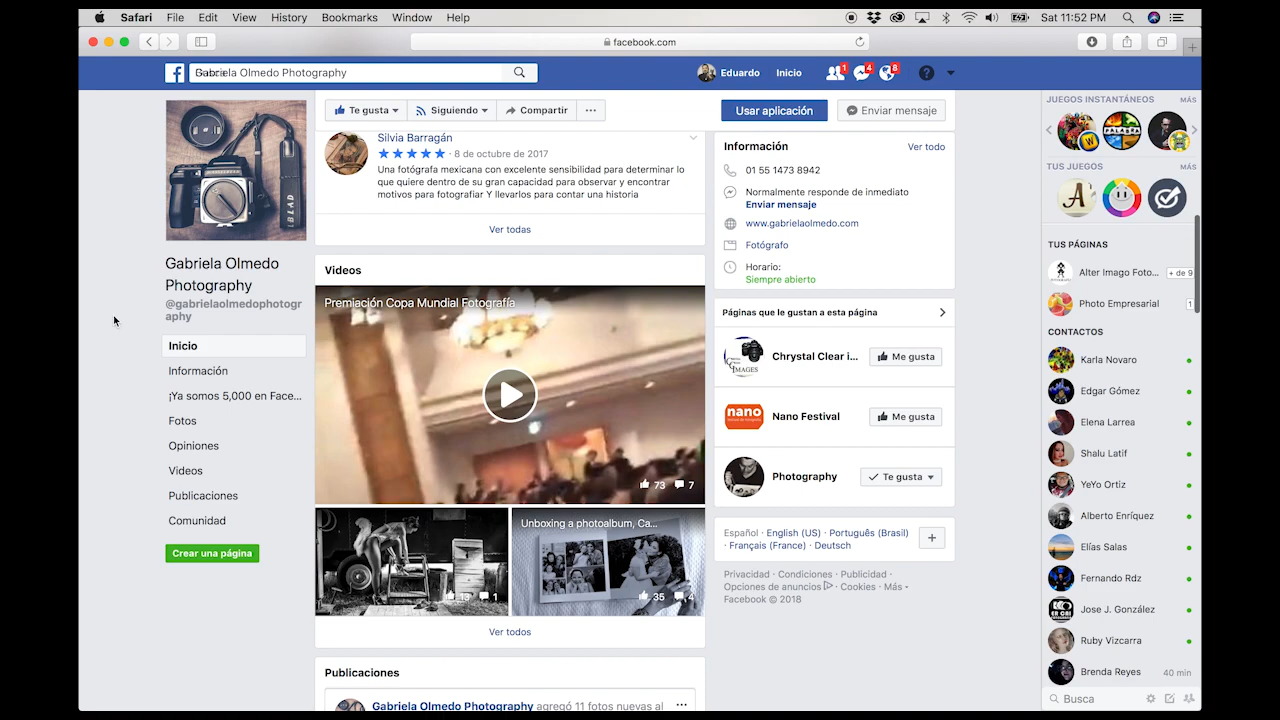 Safari File Edit View History Bookmarks Window Help
Sat 11:52 PM
facebook.com
Gabriela Olmedo Photography
Eduardo Inicio
1 4 8
Te gusta Siguiendo Compartir
Usar aplicación Enviar mensaje
Gabriela Olmedo
Photography
@gabrielaolmedophotogr
aphy
Inicio
Información
¡Ya somos 5,000 en Face...
Fotos
Opiniones
Videos
Publicaciones
Comunidad
Crear una página
Silvia Barragán
8 de octubre de 2017
Una fotógrafa mexicana con excelente sensibilidad para determinar lo
que quiere dentro de su gran capacidad para observar y encontrar
motivos para fotografiar Y llevarlos para contar una historia
Ver todas
Videos
Premiación Copa Mundial Fotografía
73 7
13 1
Unboxing a photoalbum, Ca...
35 4
Ver todos
Publicaciones
Gabriela Olmedo Photography agregó 11 fotos nuevas al
Información Ver todo
01 55 1473 8942
Normalmente responde de inmediato
Enviar mensaje
www.gabrielaolmedo.com
Fotógrafo
Horario:
Siempre abierto
Páginas que le gustan a esta página
Chrystal Clear i... Me gusta
IMAGES
nano
Nano Festival Me gusta
Photography Te gusta
Español · English (US) · Português (Brasil)
· Français (France) · Deutsch
Privacidad · Condiciones · Publicidad ·
Opciones de anuncios · Cookies · Más
Facebook © 2018
JUEGOS INSTANTÁNEOS MÁS
PALABRA
TUS JUEGOS MÁS
A
TUS PÁGINAS
Alter Imago Foto... + de 9
Photo Empresarial 1
CONTACTOS
Karla Novaro
Edgar Gómez
Elena Larrea
Shalu Latif
YeYo Ortiz
Alberto Enríquez
Elías Salas
Fernando Rdz
Jose J. González
Ruby Vizcarra
Brenda Reyes 40 min
Busca